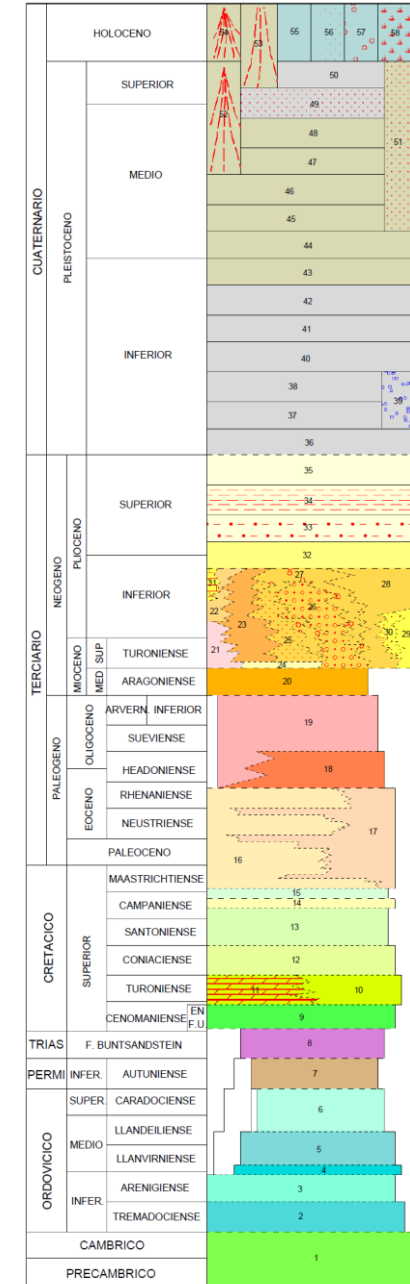 HOLOCENO
54
53
55
56
57
58
CUATERNARIO
PLEISTOCENO
SUPERIOR
50
49
52
51
MEDIO
48
47
46
45
44
INFERIOR
43
42
41
40
38
39
37
36
TERCIARIO
NEOGENO
PLIOCENO
SUPERIOR
35
34
33
32
INFERIOR
31
27
28
22
26
23
30
29
21
25
24
MIOCENO
SUP
TURONIENSE
MED
ARAGONIENSE
20
PALEOGENO
OLIGOCENO
ARVERN.
INFERIOR
19
SUEVIENSE
HEADONIENSE
18
EOCENO
RHENANIENSE
NEUSTRIENSE
17
PALEOCENO
16
CRETACICO
SUPERIOR
MAASTRICHTIENSE
15
CAMPANIENSE
14
SANTONIENSE
13
CONIACIENSE
12
TURONIENSE
11
10
CENOMANIENSE
EN
F.U.
9
TRIAS
F. BUNTSANDSTEIN
8
PERMI
INFER.
AUTUNIENSE
7
ORDOVICICO
SUPER.
CARADOCIENSE
6
MEDIO
LLANDEILIENSE
LLANVIRNIENSE
5
4
INFER.
ARENIGIENSE
3
TREMADOCIENSE
2
CAMBRICO
1
PRECAMBRICO